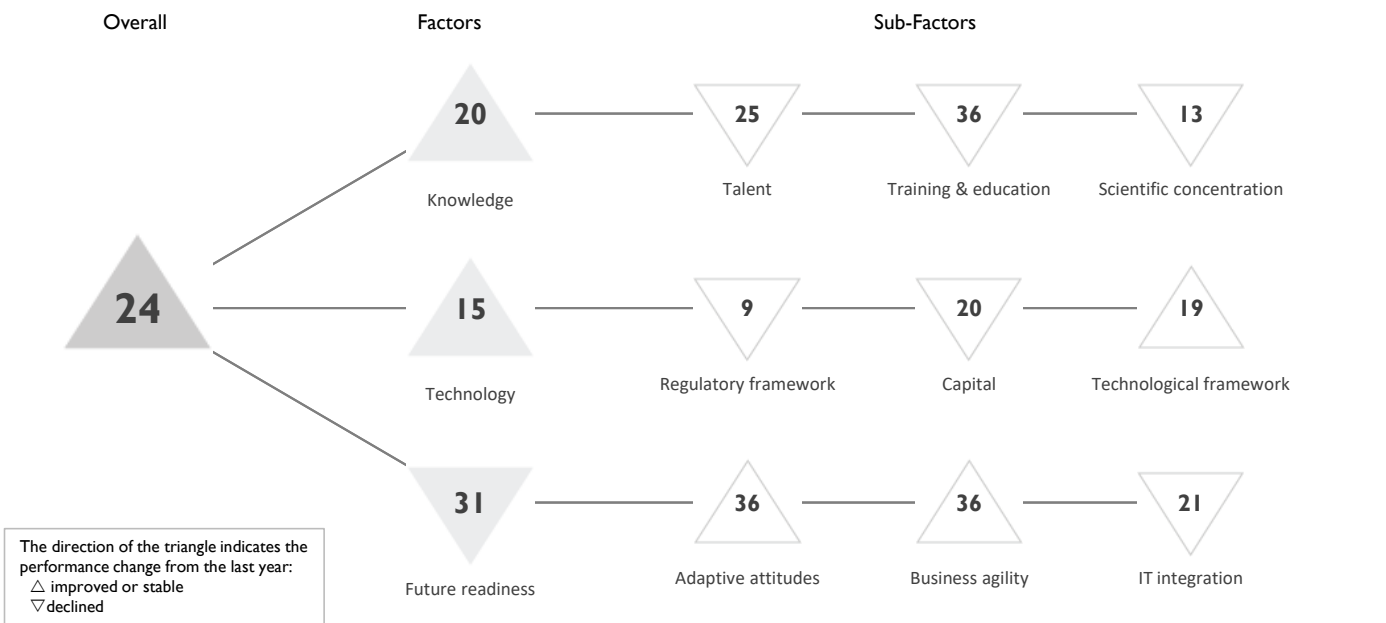 Overall
Factors
Sub-Factors
20
25
36
13
Knowledge
Talent
Training & education
Scientific concentration
24
15
9
20
19
Technology
Regulatory framework
Capital
Technological framework
31
36
36
21
Future readiness
Adaptive attitudes
Business agility
IT integration
The direction of the triangle indicates the
performance change from the last year:
△ improved or stable
▽ declined